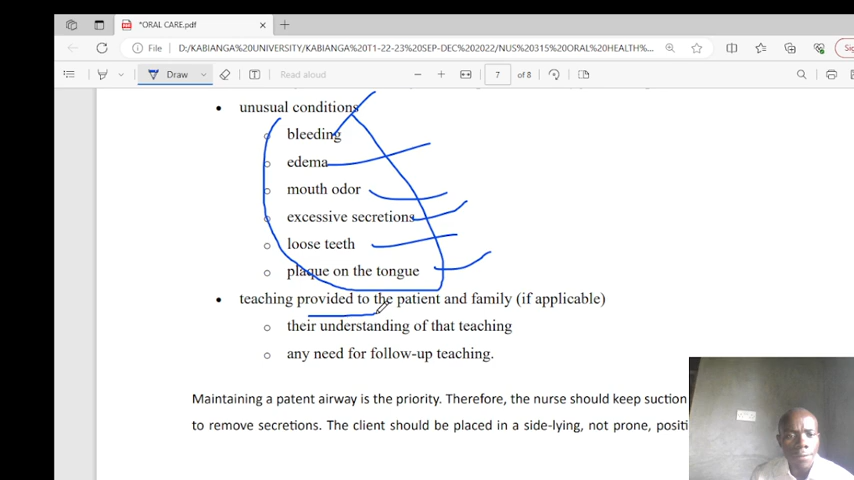 *ORAL CARE.pdf
File D:/KABIANGA%20UNIVERSITY/KABIANGA%20T1-22-23%20SEP-DEC%202022/NUS%20315%20ORAL%20HEALTH%...
Draw Read aloud 7 of 8
• unusual conditions
o bleeding
o edema
o mouth odor
o excessive secretions
o loose teeth
o plaque on the tongue
• teaching provided to the patient and family (if applicable)
o their understanding of that teaching
o any need for follow-up teaching.
Maintaining a patent airway is the priority. Therefore, the nurse should keep suction
to remove secretions. The client should be placed in a side-lying, not prone,